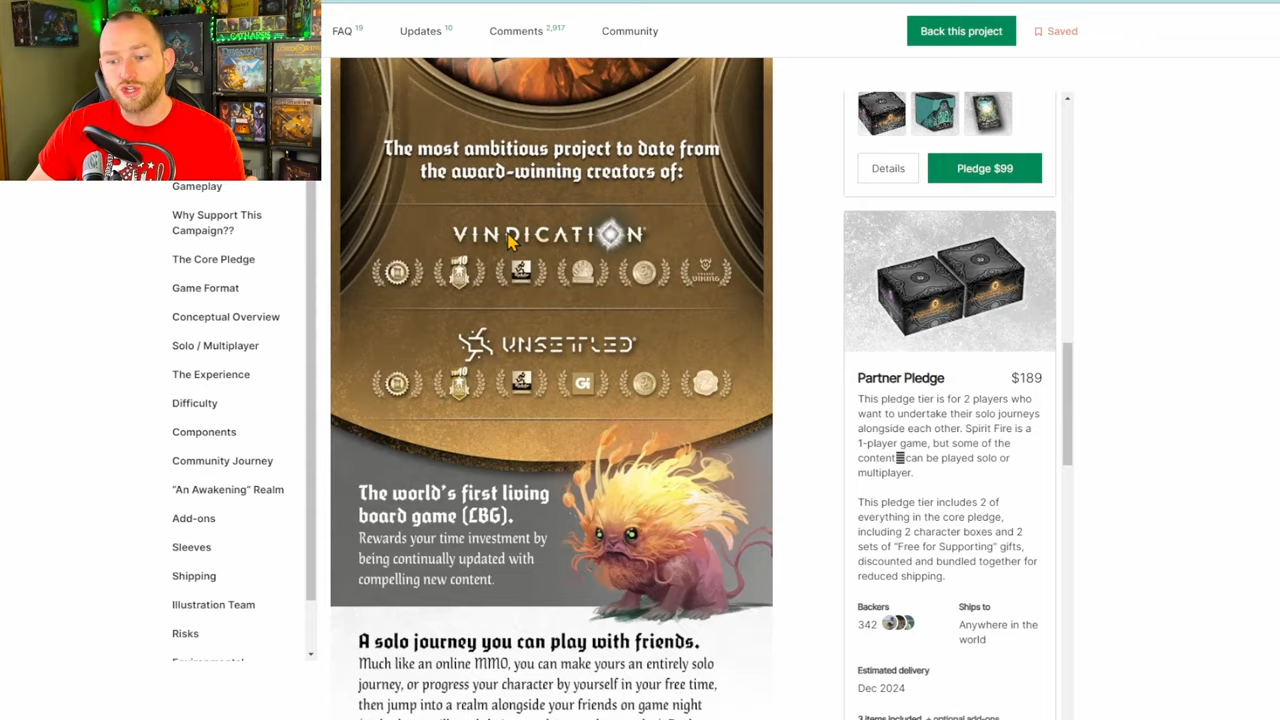 FAQ 19
Updates 10
Comments 2,917
Community
Back this project
Saved
Gameplay
Why Support This
Campaign??
The Core Pledge
Game Format
Conceptual Overview
Solo / Multiplayer
The Experience
Difficulty
Components
Community Journey
“An Awakening” Realm
Add-ons
Sleeves
Shipping
Illustration Team
Risks
The most ambitious project to date from
the award-winning creators of:
VINDICATION
UNSETTLED
The world's first living
board game (LBG).
Rewards your time investment by
being continually updated with
compelling new content.
A solo journey you can play with friends.
Much like an online MMO, you can make yours an entirely solo
journey, or progress your character by yourself in your free time,
then jump into a realm alongside your friends on game night
Details
Pledge $99
Partner Pledge
$189
This pledge tier is for 2 players who
want to undertake their solo journeys
alongside each other. Spirit Fire is a
1-player game, but some of the
content can be played solo or
multiplayer.
This pledge tier includes 2 of
everything in the core pledge,
including 2 character boxes and 2
sets of “Free for Supporting” gifts,
discounted and bundled together for
reduced shipping.
Backers
342
Ships to
Anywhere in the
world
Estimated delivery
Dec 2024
3 items included + optional add-ons